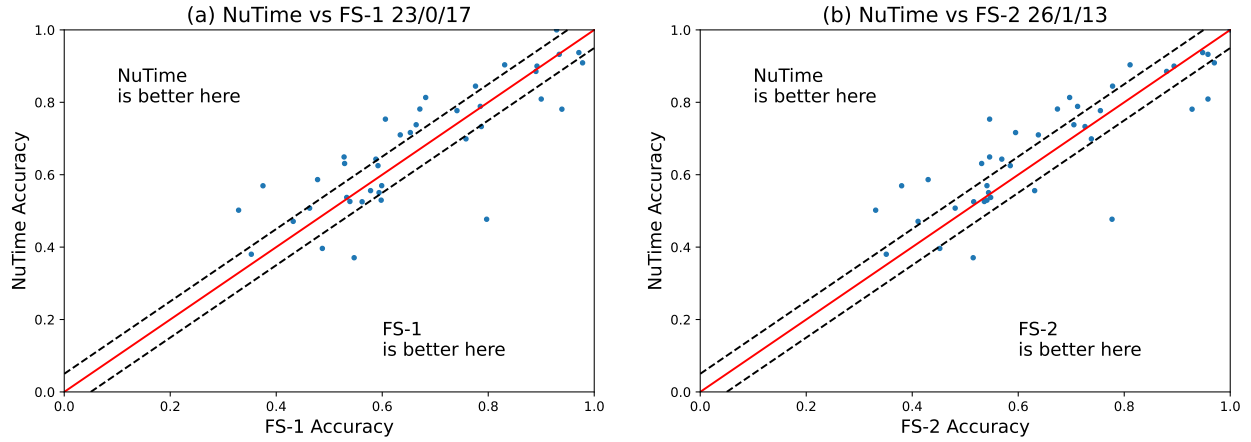 (a) NuTime vs FS-1 23/0/17
1.0
0.8
0.6
0.4
0.2
0.0
NuTime Accuracy
NuTime
is better here
FS-1
is better here
0.0 0.2 0.4 0.6 0.8 1.0
FS-1 Accuracy
(b) NuTime vs FS-2 26/1/13
1.0
0.8
0.6
0.4
0.2
0.0
NuTime Accuracy
NuTime
is better here
FS-2
is better here
0.0 0.2 0.4 0.6 0.8 1.0
FS-2 Accuracy